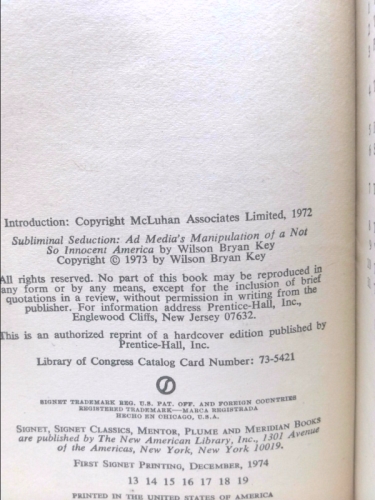 Introduction: Copyright McLuhan Associates Limited, 1972
Subliminal Seduction: Ad Media's Manipulation of a Not
So Innocent America by Wilson Bryan Key
Copyright © 1973 by Wilson Bryan Key
All rights reserved. No part of this book may be reproduced in
any form or by any means, except for the inclusion of brief
quotations in a review, without permission in writing from the
publisher. For information address Prentice-Hall, Inc.,
Englewood Cliffs, New Jersey 07632.
This is an authorized reprint of a hardcover edition published by
Prentice-Hall, Inc.
Library of Congress Catalog Card Number: 73-5421
SIGNET TRADEMARK REG. U.S. PAT. OFF. AND FOREIGN COUNTRIES
REGISTERED TRADEMARK—MARCA REGISTRADA
HECHO EN CHICAGO, U.S.A.
SIGNET, SIGNET CLASSICS, MENTOR, PLUME AND MERIDIAN BOOKS
are published by The New American Library, Inc., 1301 Avenue
of the Americas, New York, New York 10019.
FIRST SIGNET PRINTING, DECEMBER, 1974
13 14 15 16 17 18 19
PRINTED IN THE UNITED STATES OF AMERICA